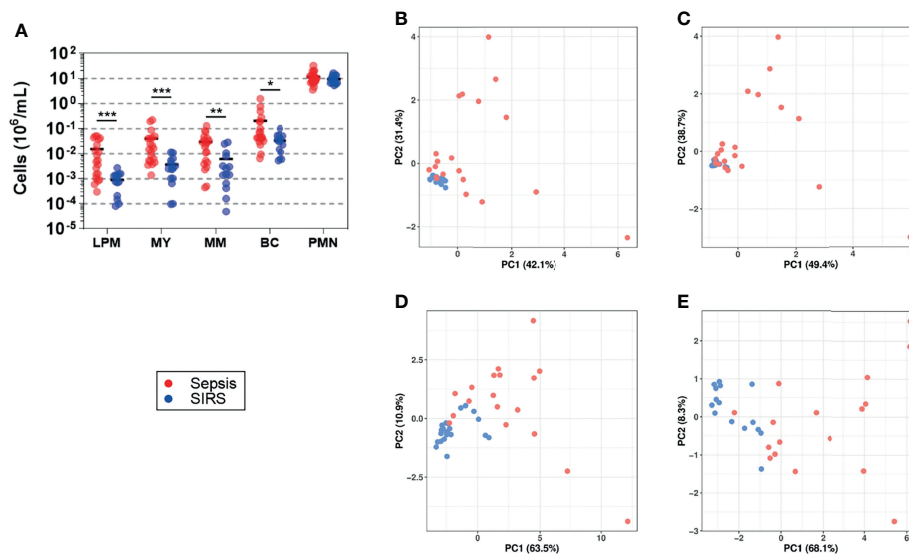 A
Cells (10⁶/mL)
10²
10¹
10⁰
10⁻¹
10⁻²
10⁻³
10⁻⁴
10⁻⁵
***
***
**
*
LPM MY MM BC PMN
Sepsis
SIRS
B
PC2 (31.4%)
4
2
0
−2
0 2 4 6
PC1 (42.1%)
C
PC2 (38.7%)
4
2
0
−2
0 4
PC1 (49.4%)
D
PC2 (10.9%)
2.5
0.0
−2.5
0 5 10
PC1 (63.5%)
E
PC2 (8.3%)
2
1
0
−1
−2
−3
−2 0 2 4 6
PC1 (68.1%)